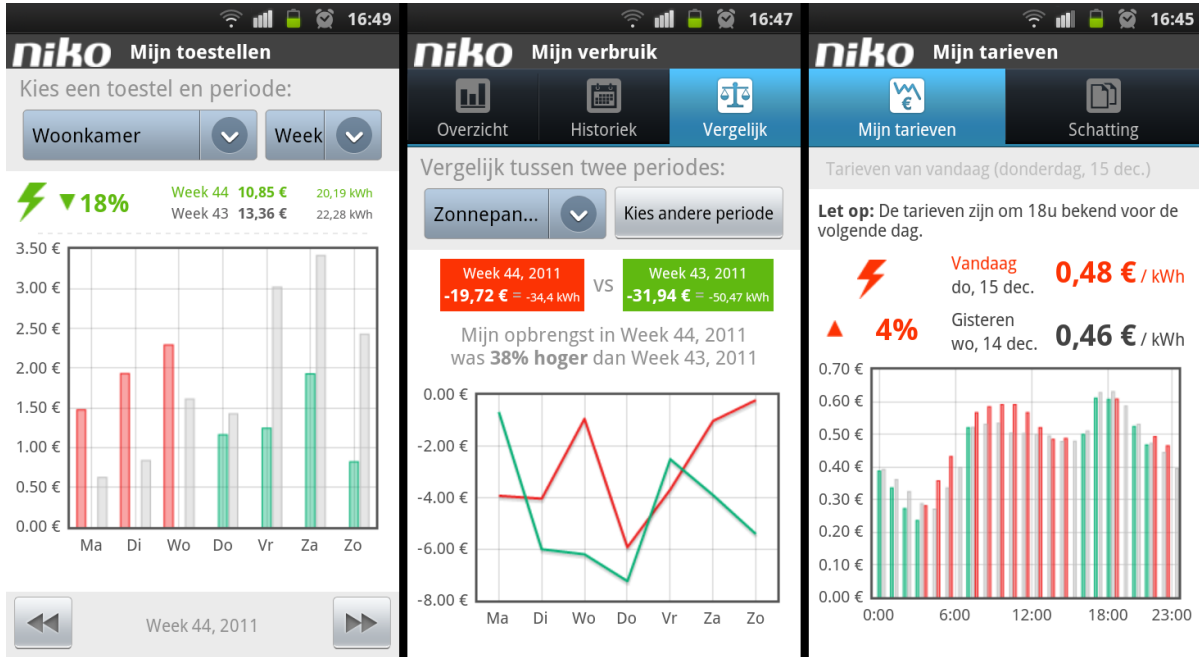 16:49
niko Mijn toestellen
Kies een toestel en periode:
Woonkamer Week
18% Week 44 10,85 € 20,19 kWh
Week 43 13,36 € 22,28 kWh
3.50 €
3.00 €
2.50 €
2.00 €
1.50 €
1.00 €
0.50 €
0.00 €
Ma Di Wo Do Vr Za Zo
Week 44, 2011
16:47
niko Mijn verbruik
Overzicht Historiek Vergelijk
Vergelijk tussen twee periodes:
Zonnepan... Kies andere periode
Week 44, 2011
-19,72 € = -34,4 kWh
vs
Week 43, 2011
-31,94 € = -50,47 kWh
Mijn opbrengst in Week 44, 2011
was 38% hoger dan Week 43, 2011
0.00 €
-2.00 €
-4.00 €
-6.00 €
-8.00 €
Ma Di Wo Do Vr Za Zo
16:45
niko Mijn tarieven
Mijn tarieven Schatting
Tarieven van vandaag (donderdag, 15 dec.)
Let op: De tarieven zijn om 18u bekend voor de
volgende dag.
Vandaag
do, 15 dec.
0,48 € / kWh
4%
Gisteren
wo, 14 dec.
0,46 € / kWh
0.70 €
0.60 €
0.50 €
0.40 €
0.30 €
0.20 €
0.10 €
0.00 €
0:00 6:00 12:00 18:00 23:00